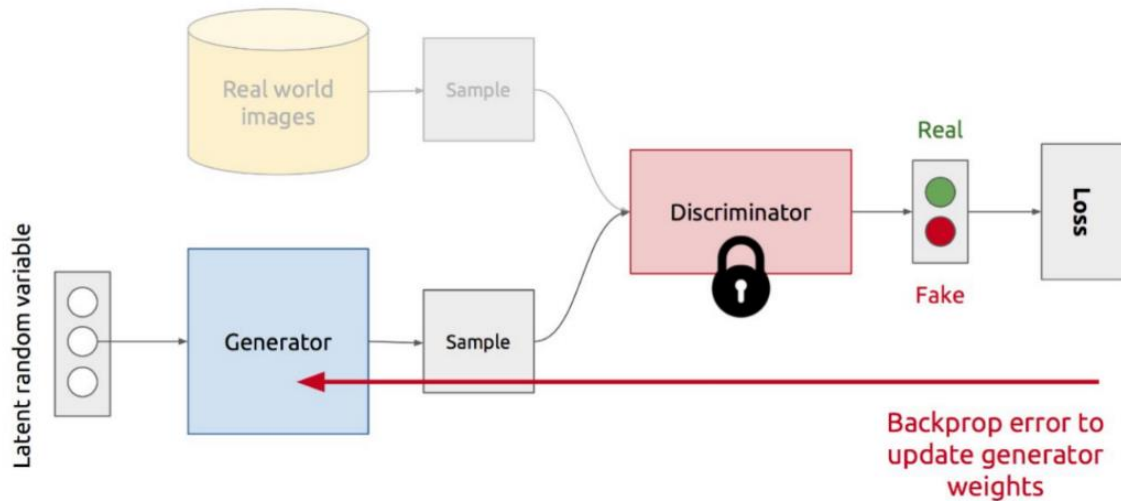 Real world
images
Sample
Real
Discriminator
Loss
Fake
Latent random variable
Generator
Sample
Backprop error to
update generator
weights